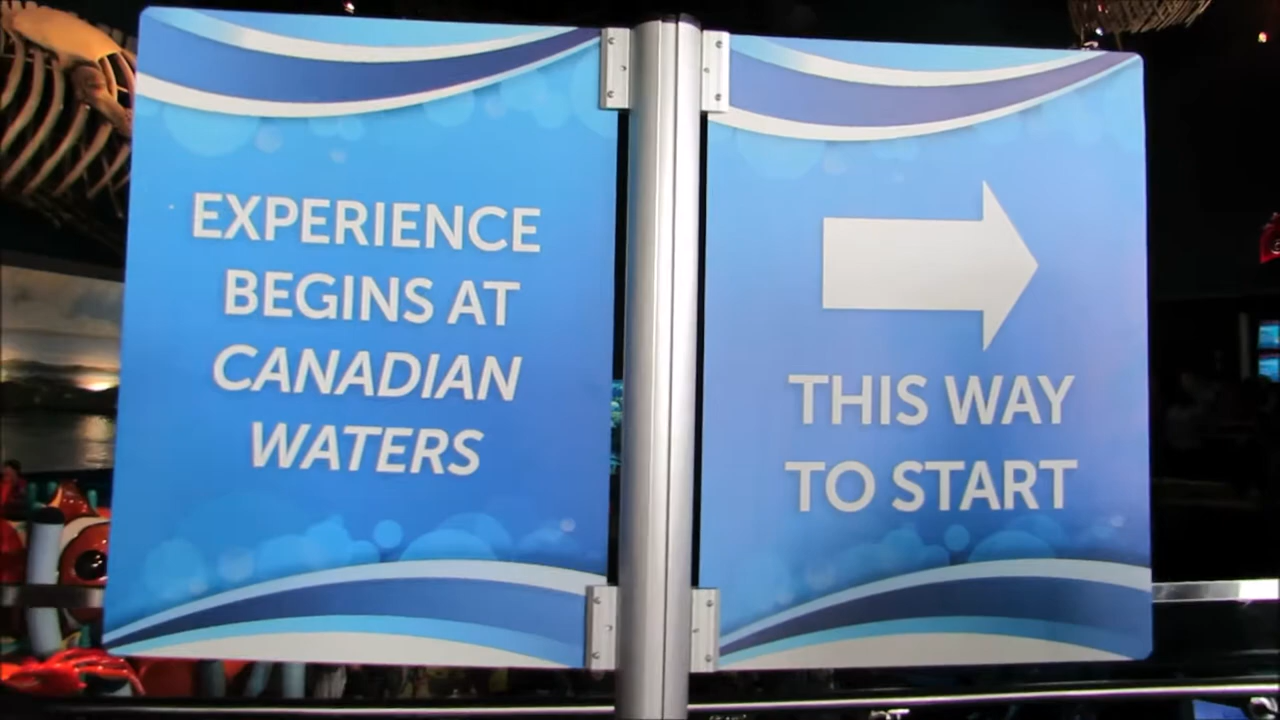 EXPERIENCE
BEGINS AT
CANADIAN
WATERS
THIS WAY
TO START